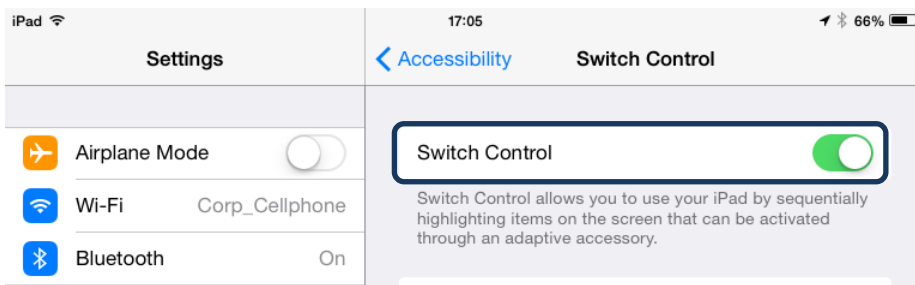 iPad 17:05 66%
Settings
Accessibility Switch Control
Airplane Mode
Wi-Fi Corp_Cellphone
Bluetooth On
Switch Control
Switch Control allows you to use your iPad by sequentially
highlighting items on the screen that can be activated
through an adaptive accessory.